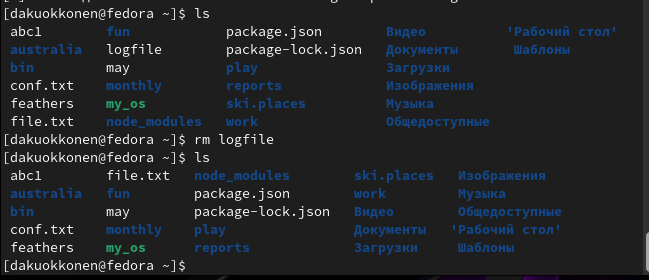 [dakuokkonen@fedora ~]$ ls
abc1 fun package.json Видео 'Рабочий стол'
australia logfile package-lock.json Документы Шаблоны
bin may play Загрузки
conf.txt monthly reports Изображения
feathers my_os ski.places Музыка
file.txt node_modules work Общедоступные
[dakuokkonen@fedora ~]$ rm logfile
[dakuokkonen@fedora ~]$ ls
abc1 file.txt node_modules ski.places Изображения
australia fun package.json work Музыка
bin may package-lock.json Видео Общедоступные
conf.txt monthly play Документы 'Рабочий стол'
feathers my_os reports Загрузки Шаблоны
[dakuokkonen@fedora ~]$